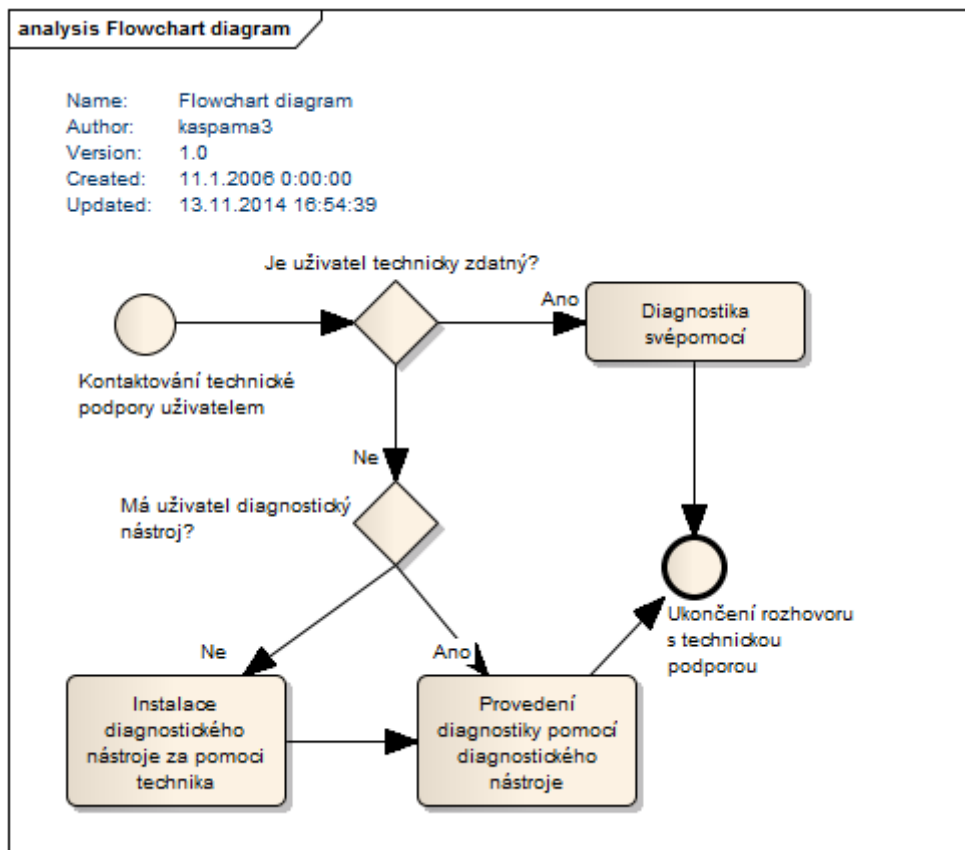 analysis Flowchart diagram
Name: Flowchart diagram
Author: kaspama3
Version: 1.0
Created: 11.1.2006 0:00:00
Updated: 13.11.2014 16:54:39
Je uživatel technicky zdatný?
Ano
Diagnostika
svépomocí
Kontaktování technické
podpory uživatelem
Ne
Má uživatel diagnostický
nástroj?
Ukončení rozhovoru
s technickou
podporou
Ne
Ano
Instalace
diagnostického
nástroje za pomoci
technika
Provedení
diagnostiky pomocí
diagnostického
nástroje